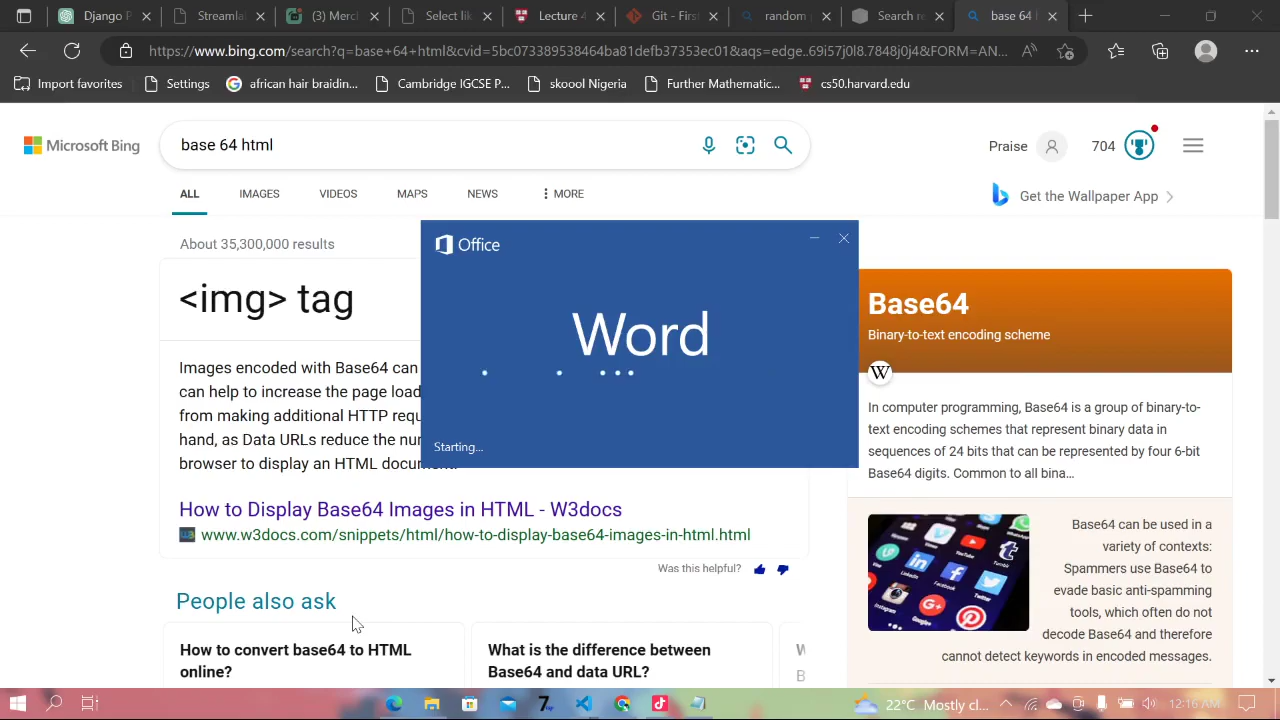 Django P
Streamla
(3) Merc
Select lik
Lecture 4
Git - Firs
random p
Search re
base 64 h
https://www.bing.com/search?q=base+64+html&cvid=5bc073389538464ba81defb37353ec01&aqs=edge..69i57j0l8.7848j0j4&FORM=AN...
Import favorites
Settings
african hair braidin...
Cambridge IGCSE P...
skoool Nigeria
Further Mathematic...
cs50.harvard.edu
Microsoft Bing
base 64 html
Praise
704
ALL
IMAGES
VIDEOS
MAPS
NEWS
MORE
Get the Wallpaper App
About 35,300,000 results
<img> tag
Images encoded with Base64 can
can help to increase the page load
from making additional HTTP requ
hand, as Data URLs reduce the nu
browser to display an HTML docum
How to Display Base64 Images in HTML - W3docs
www.w3docs.com/snippets/html/how-to-display-base64-images-in-html.html
Was this helpful?
People also ask
How to convert base64 to HTML
online?
What is the difference between
Base64 and data URL?
Office
Word
Starting...
Base64
Binary-to-text encoding scheme
W
In computer programming, Base64 is a group of binary-to-
text encoding schemes that represent binary data in
sequences of 24 bits that can be represented by four 6-bit
Base64 digits. Common to all bina...
Base64 can be used in a
variety of contexts:
Spammers use Base64 to
evade basic anti-spamming
tools, which often do not
decode Base64 and therefore
cannot detect keywords in encoded messages.
22°C Mostly cl...
12:16 AM